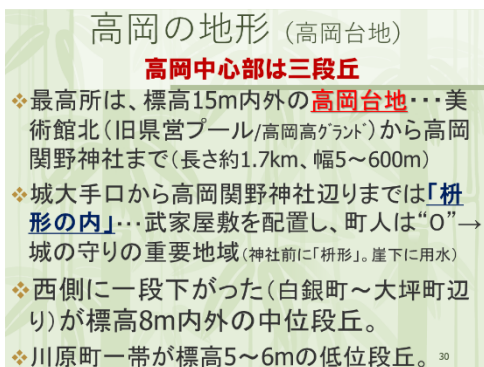 高岡の地形 (高岡台地)
高岡中心部は三段丘
❖最高所は、標高15m内外の高岡台地・・・美
術館北(旧県営プール/高岡高グランド)から高岡
関野神社まで(長さ約1.7km、幅5~600m)
❖城大手口から高岡関野神社辺りまでは「枡
形の内」・・・武家屋敷を配置し、町人は“O”→
城の守りの重要地域(神社前に「枡形」。崖下に用水)
❖西側に一段下がった(白銀町~大坪町辺
り)が標高8m内外の中位段丘。
❖川原町一帯が標高5~6mの低位段丘。 30